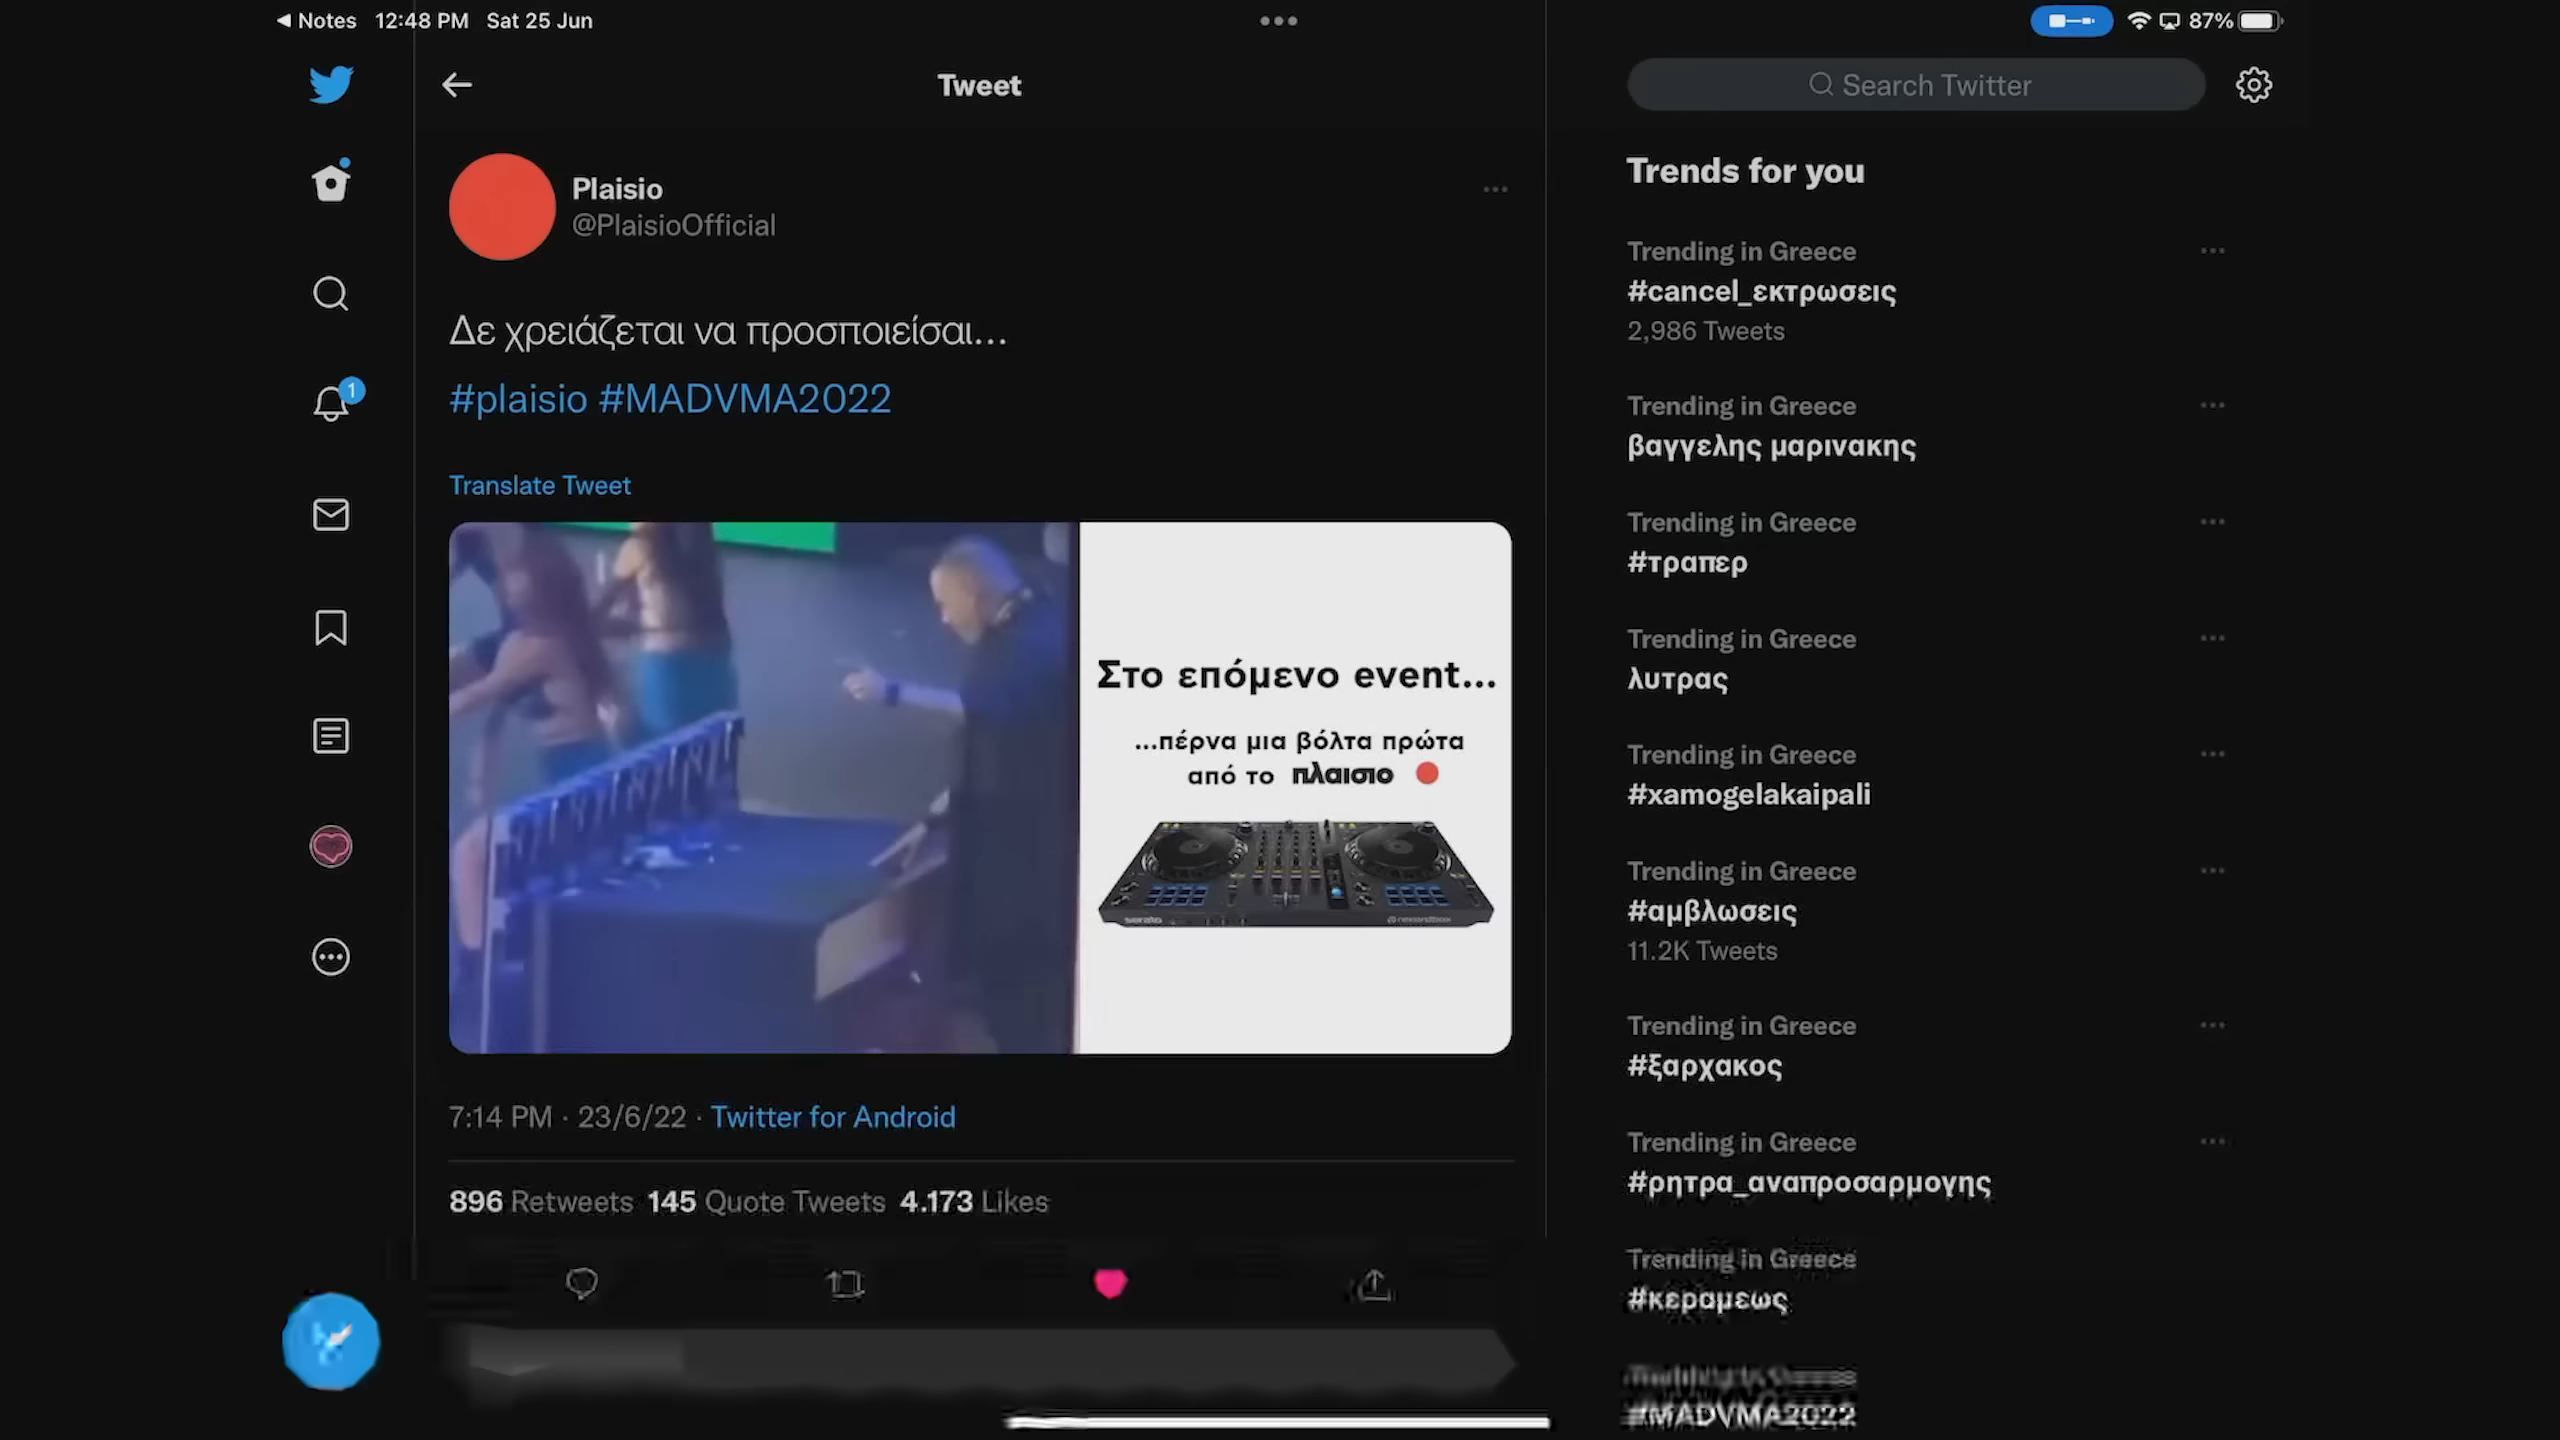 Notes 12:48 PM Sat 25 Jun
87%
Tweet
Search Twitter
Plaisio
@PlaisioOfficial
Δε χρειάζεται να προσποιείσαι...
#plaisio #MADVMA2022
Translate Tweet
Στο επόμενο event...
...πέρνα μια βόλτα πρώτα
από το πλαισιο
serato
rekordbox
7:14 PM · 23/6/22 · Twitter for Android
896 Retweets 145 Quote Tweets 4.173 Likes
1
Trends for you
Trending in Greece
#cancel_εκτρωσεις
2,986 Tweets
Trending in Greece
βαγγελης μαρινακης
Trending in Greece
#τραπερ
Trending in Greece
λυτρας
Trending in Greece
#xamogelakaipali
Trending in Greece
#αμβλωσεις
11.2K Tweets
Trending in Greece
#ξαρχακος
Trending in Greece
#ρητρα_αναπροσαρμογης
Trending in Greece
#κεραμεως
#MADVMA2022